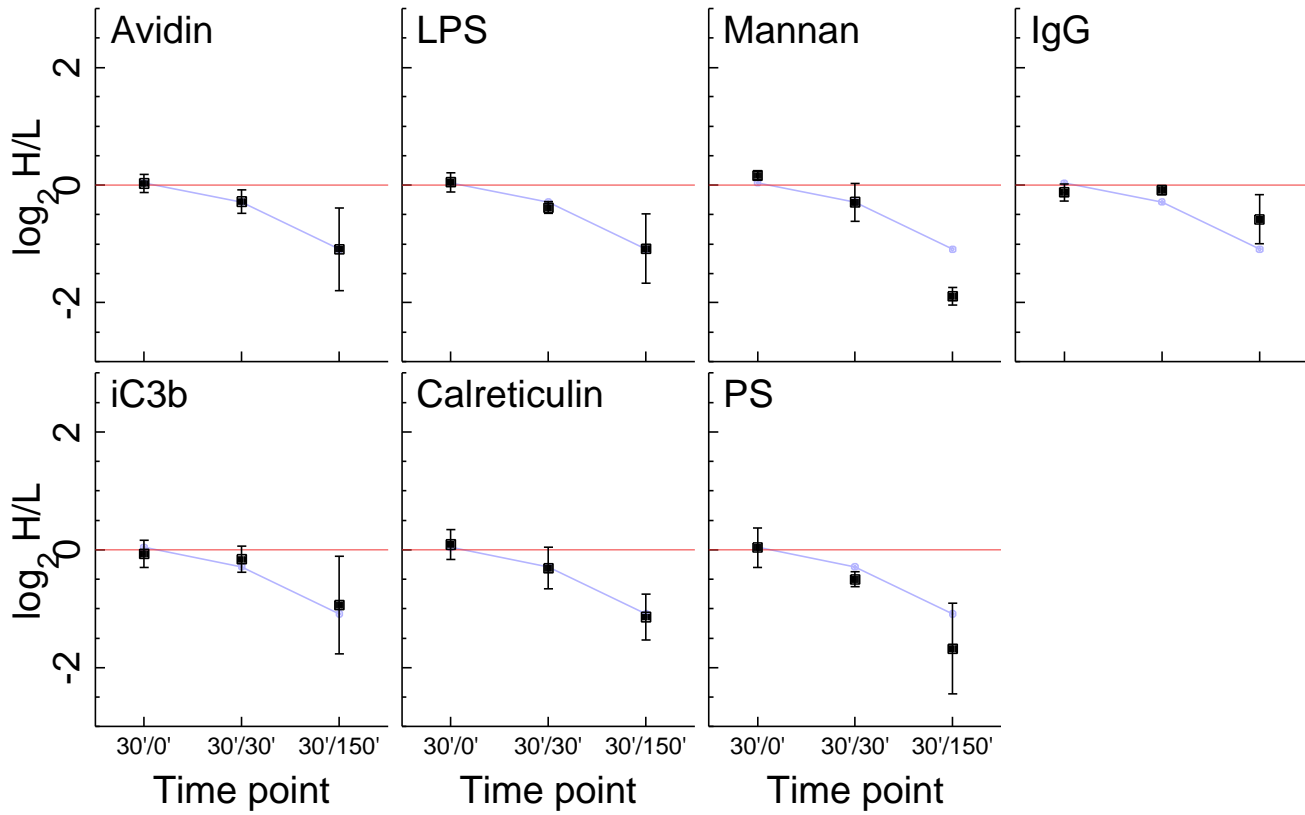 Avidin
LPS
Mannan
IgG
2
0
-2
log2 H/L
iC3b
Calreticulin
PS
2
0
-2
log2 H/L
30'/0' 30'/30' 30'/150'
30'/0' 30'/30' 30'/150'
30'/0' 30'/30' 30'/150'
Time point
Time point
Time point